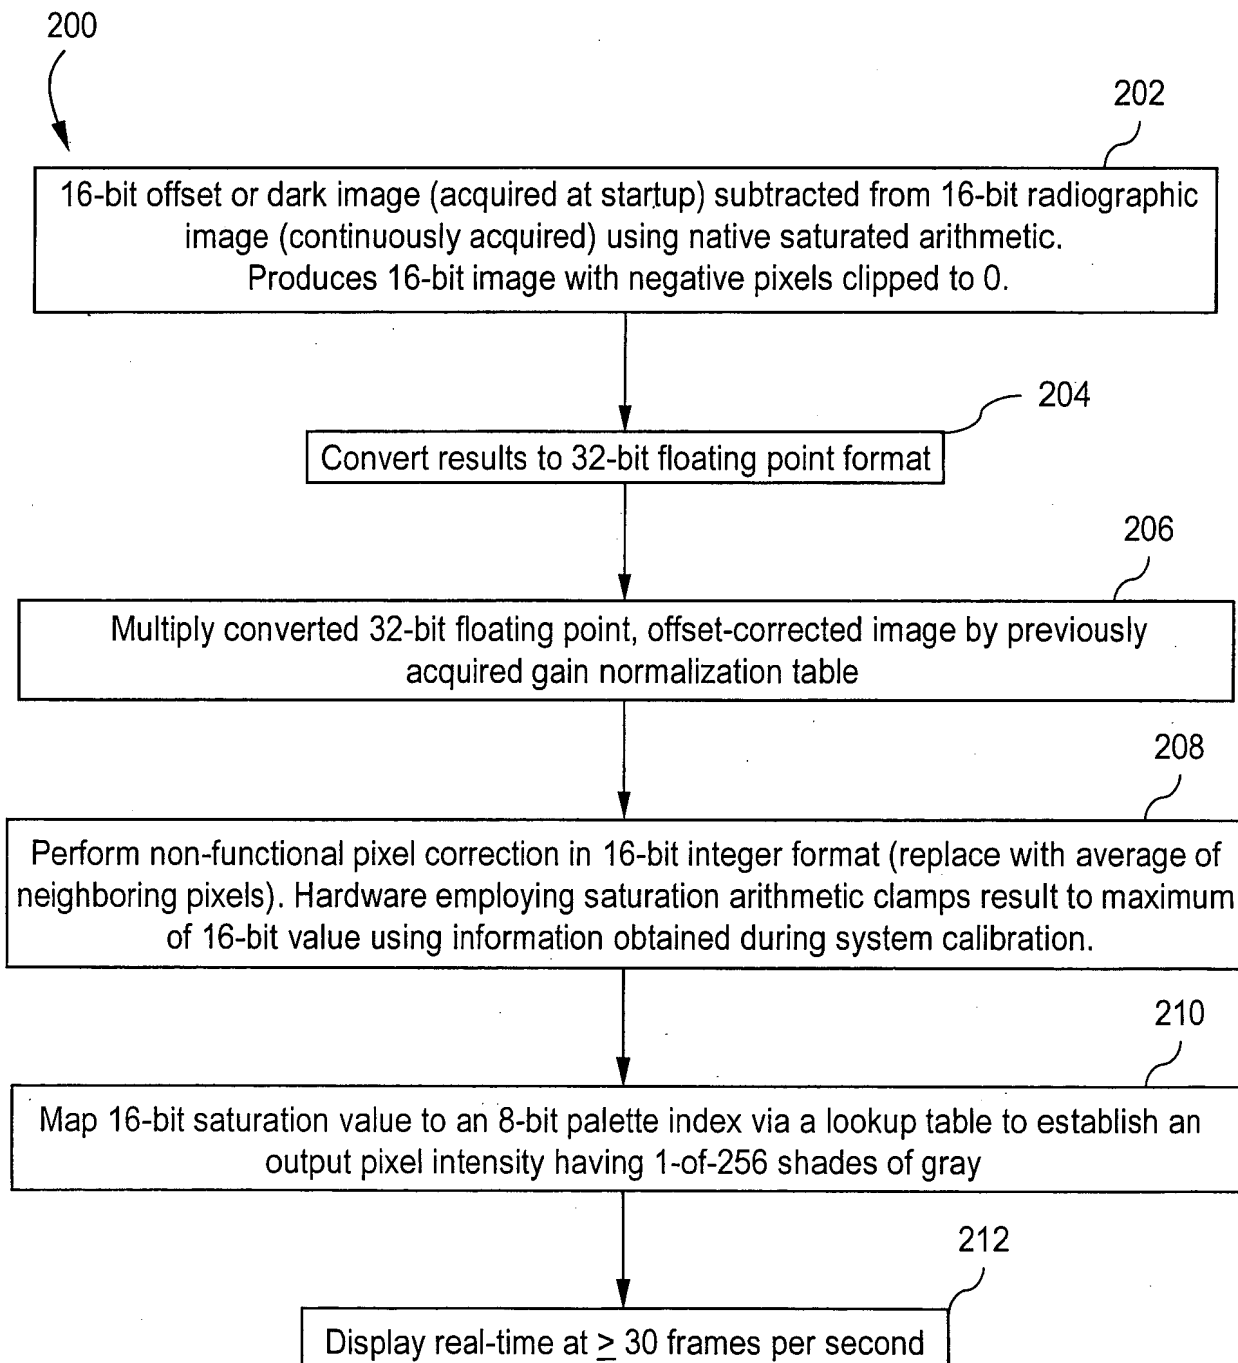 200
202
16-bit offset or dark image (acquired at startup) subtracted from 16-bit radiographic
image (continuously acquired) using native saturated arithmetic.
Produces 16-bit image with negative pixels clipped to 0.
204
Convert results to 32-bit floating point format
206
Multiply converted 32-bit floating point, offset-corrected image by previously
acquired gain normalization table
208
Perform non-functional pixel correction in 16-bit integer format (replace with average of
neighboring pixels). Hardware employing saturation arithmetic clamps result to maximum
of 16-bit value using information obtained during system calibration.
210
Map 16-bit saturation value to an 8-bit palette index via a lookup table to establish an
output pixel intensity having 1-of-256 shades of gray
212
Display real-time at ≥ 30 frames per second